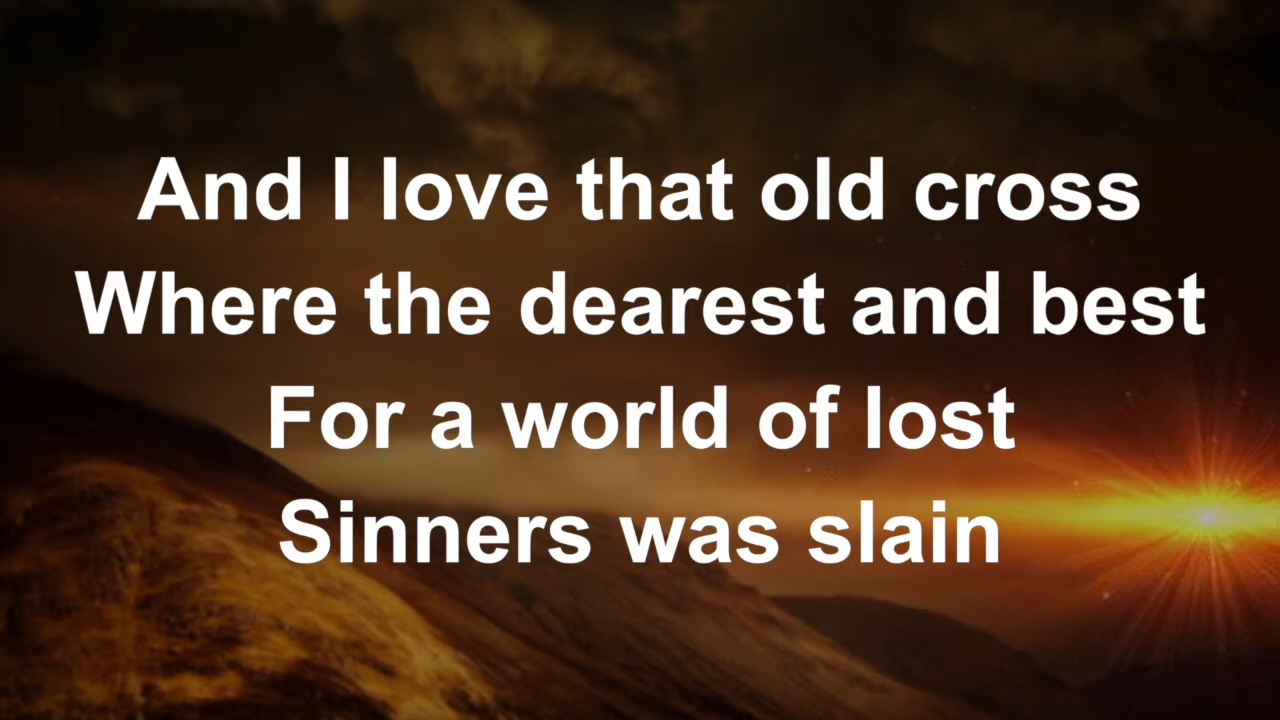 And I love that old cross
Where the dearest and best
For a world of lost
Sinners was slain